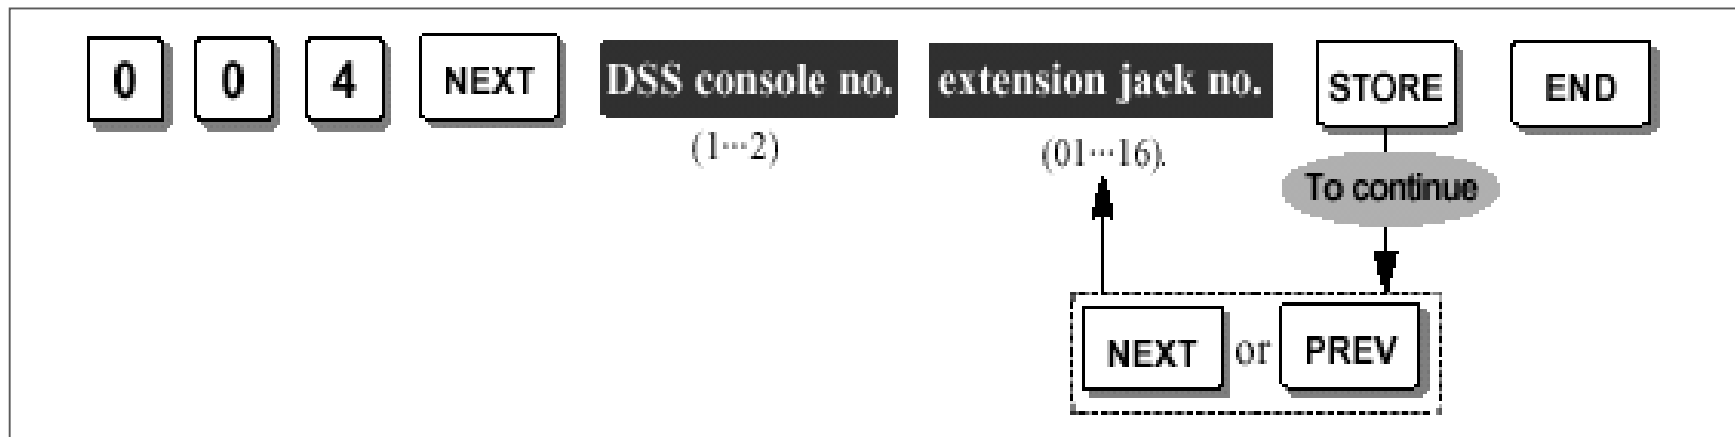 0 0 4 NEXT DSS console no. extension jack no. STORE END
(1···2) (01···16).
To continue
NEXT or PREV